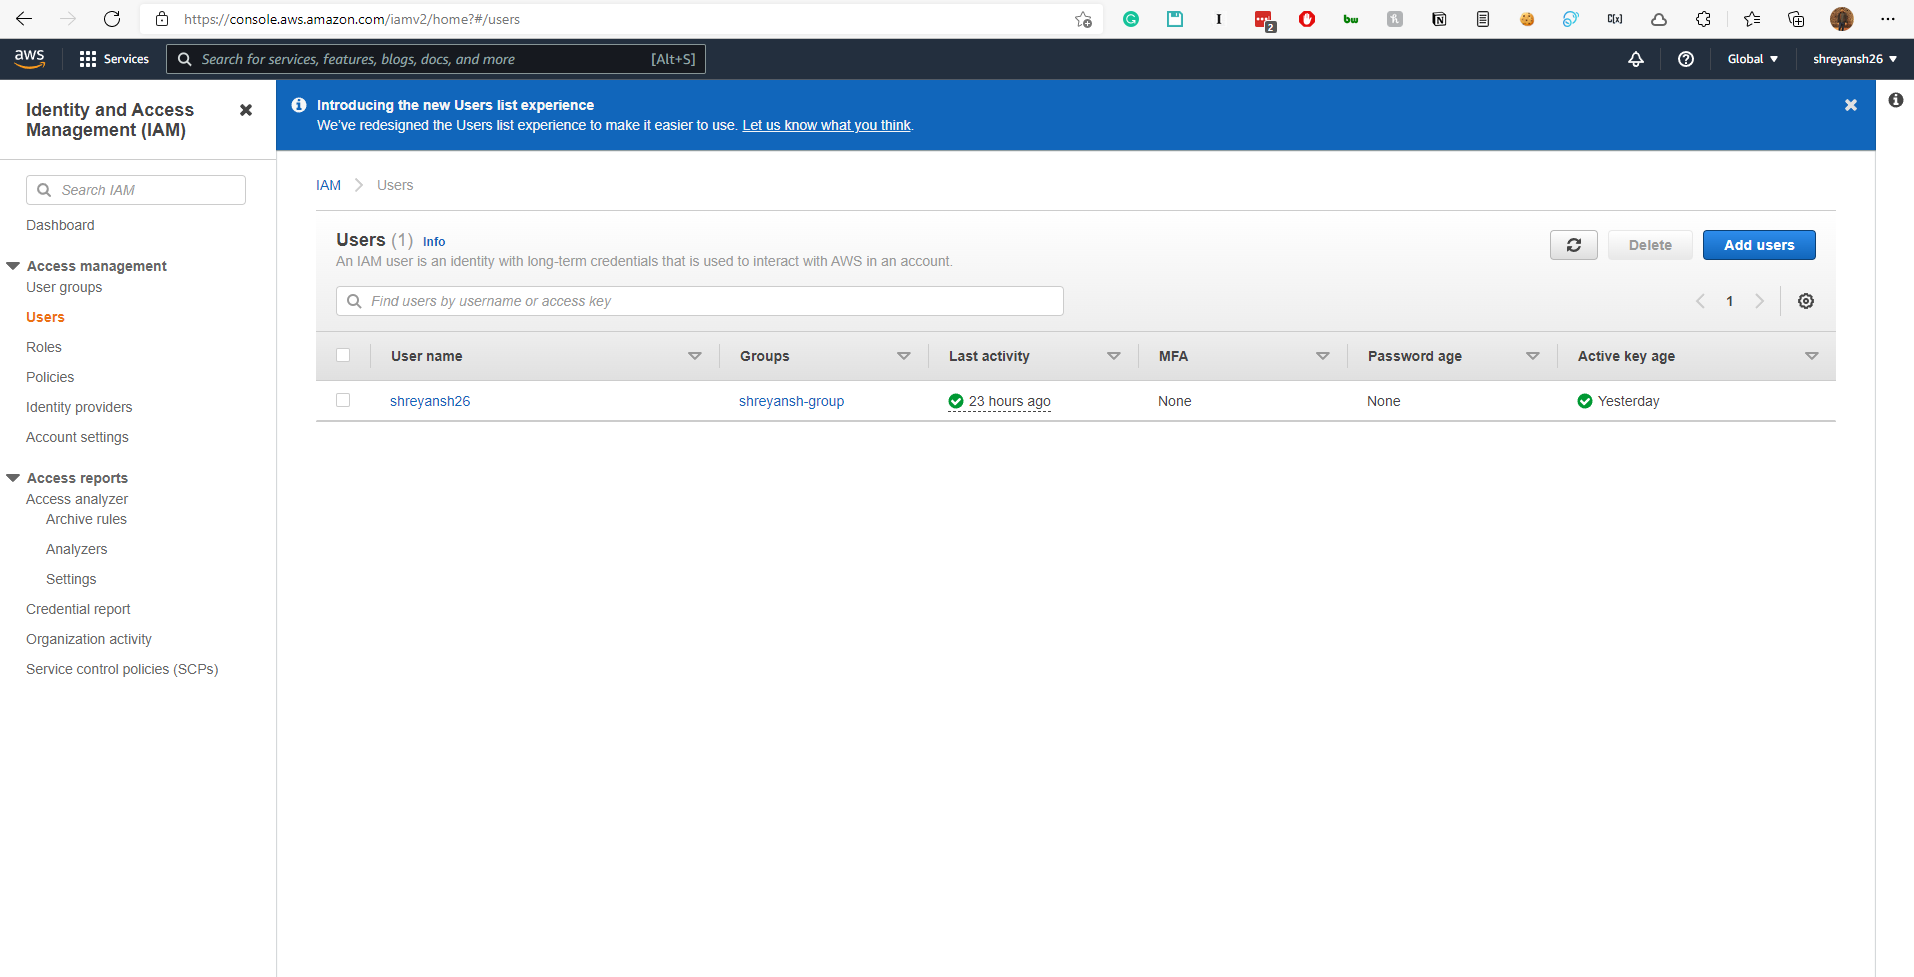 https://console.aws.amazon.com/iamv2/home?#/users
2
aws
Services
Search for services, features, blogs, docs, and more
[Alt+S]
Global
shreyansh26
Identity and Access Management (IAM)
Search IAM
Dashboard
Access management
User groups
Users
Roles
Policies
Identity providers
Account settings
Access reports
Access analyzer
Archive rules
Analyzers
Settings
Credential report
Organization activity
Service control policies (SCPs)
Introducing the new Users list experience
We've redesigned the Users list experience to make it easier to use. Let us know what you think.
IAM
Users
Users (1) Info
An IAM user is an identity with long-term credentials that is used to interact with AWS in an account.
Delete
Add users
Find users by username or access key
1
User name Groups Last activity MFA Password age Active key age
shreyansh26 shreyansh-group 23 hours ago None None Yesterday